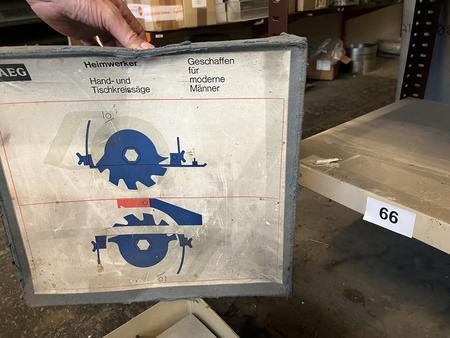 AEG
Heimwerker
Hand- und
Tischkreissäge
Geschaffen
für
moderne
Männer
66